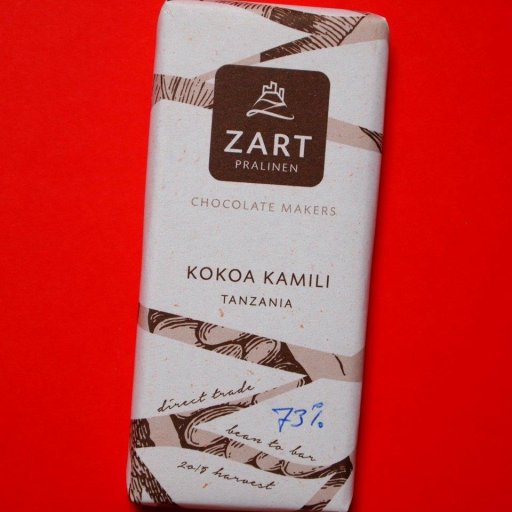 ZART
PRALINEN
CHOCOLATE MAKERS
KOKOA KAMILI
TANZANIA
direct trade
73%
bean to bar
2018 harvest